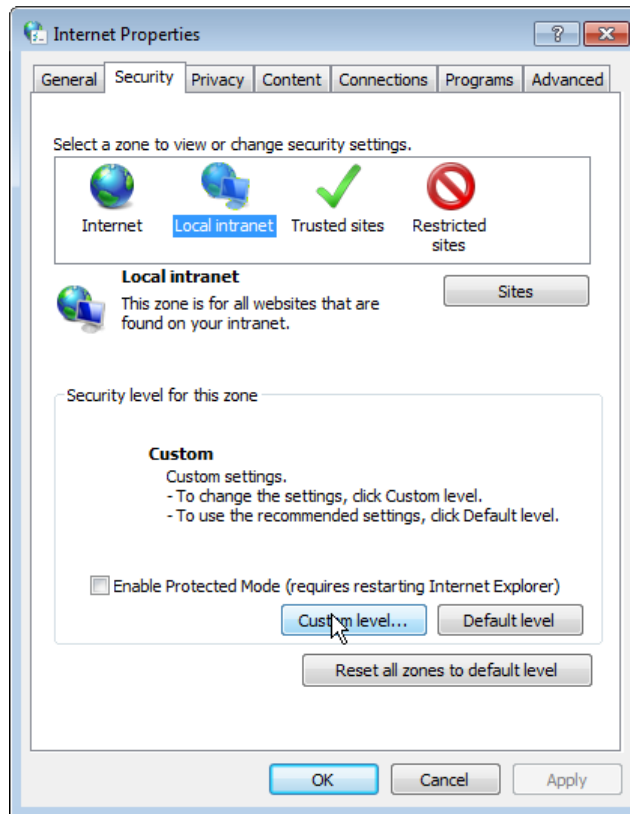 Internet Properties
General Security Privacy Content Connections Programs Advanced
Select a zone to view or change security settings.
Internet Local intranet Trusted sites Restricted
sites
Local intranet
Sites
This zone is for all websites that are
found on your intranet.
Security level for this zone
Custom
Custom settings.
- To change the settings, click Custom level.
- To use the recommended settings, click Default level.
Enable Protected Mode (requires restarting Internet Explorer)
Custom level... Default level
Reset all zones to default level
OK Cancel Apply